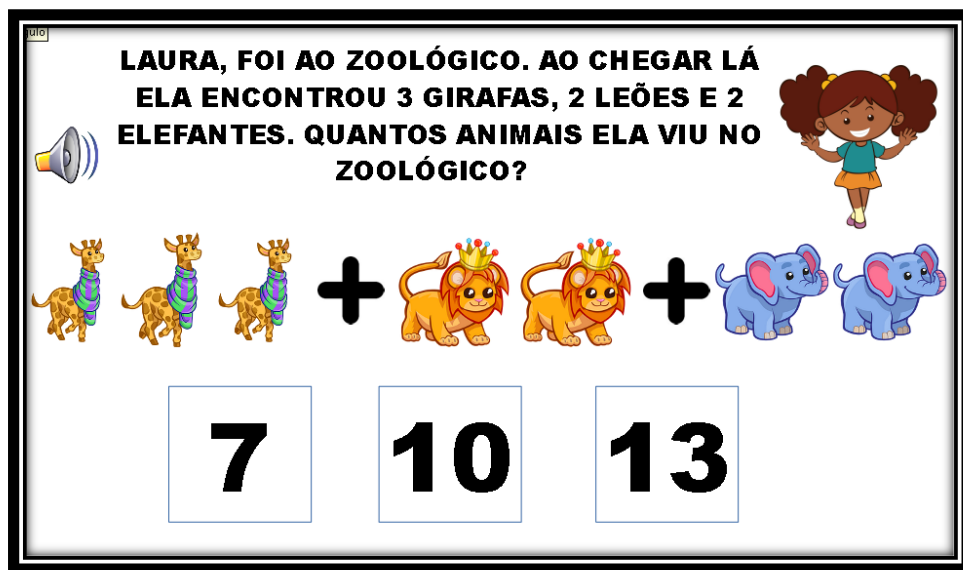 gulo
LAURA, FOI AO ZOOLÓGICO. AO CHEGAR LÁ
ELA ENCONTROU 3 GIRAFAS, 2 LEÕES E 2
ELEFANTES. QUANTOS ANIMAIS ELA VIU NO
ZOOLÓGICO?
+ +
7 10 13